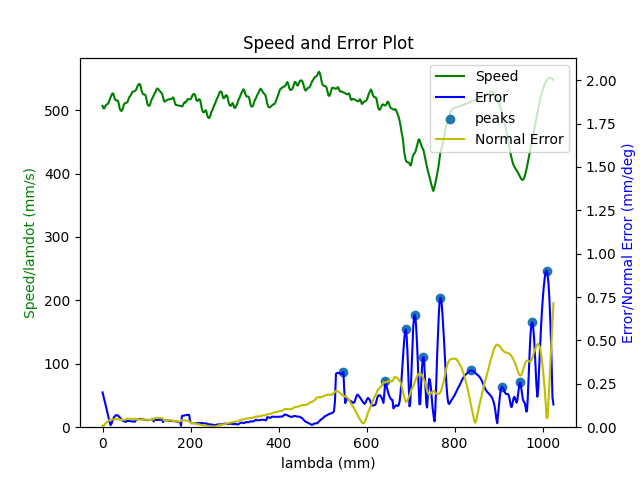 Speed and Error Plot
Speed
Error
peaks
Normal Error
Speed/lamdot (mm/s)
500
400
300
200
100
0
2.00
1.75
1.50
1.25
1.00
0.75
0.50
0.25
0.00
Error/Normal Error (mm/deg)
0 200 400 600 800 1000
lambda (mm)